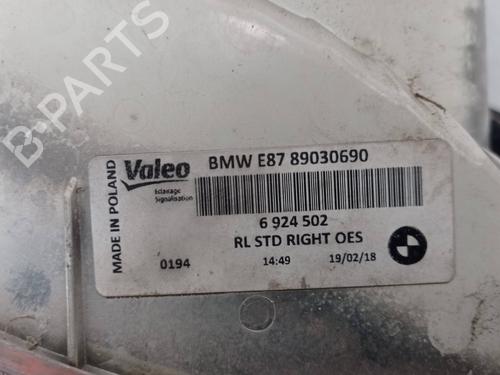 B-PARTS
MADE IN POLAND
Valeo
Eclairage
Signalisation
BMW E87 89030690
6 924 502
RL STD RIGHT OES
0194 14:49 19/02/18